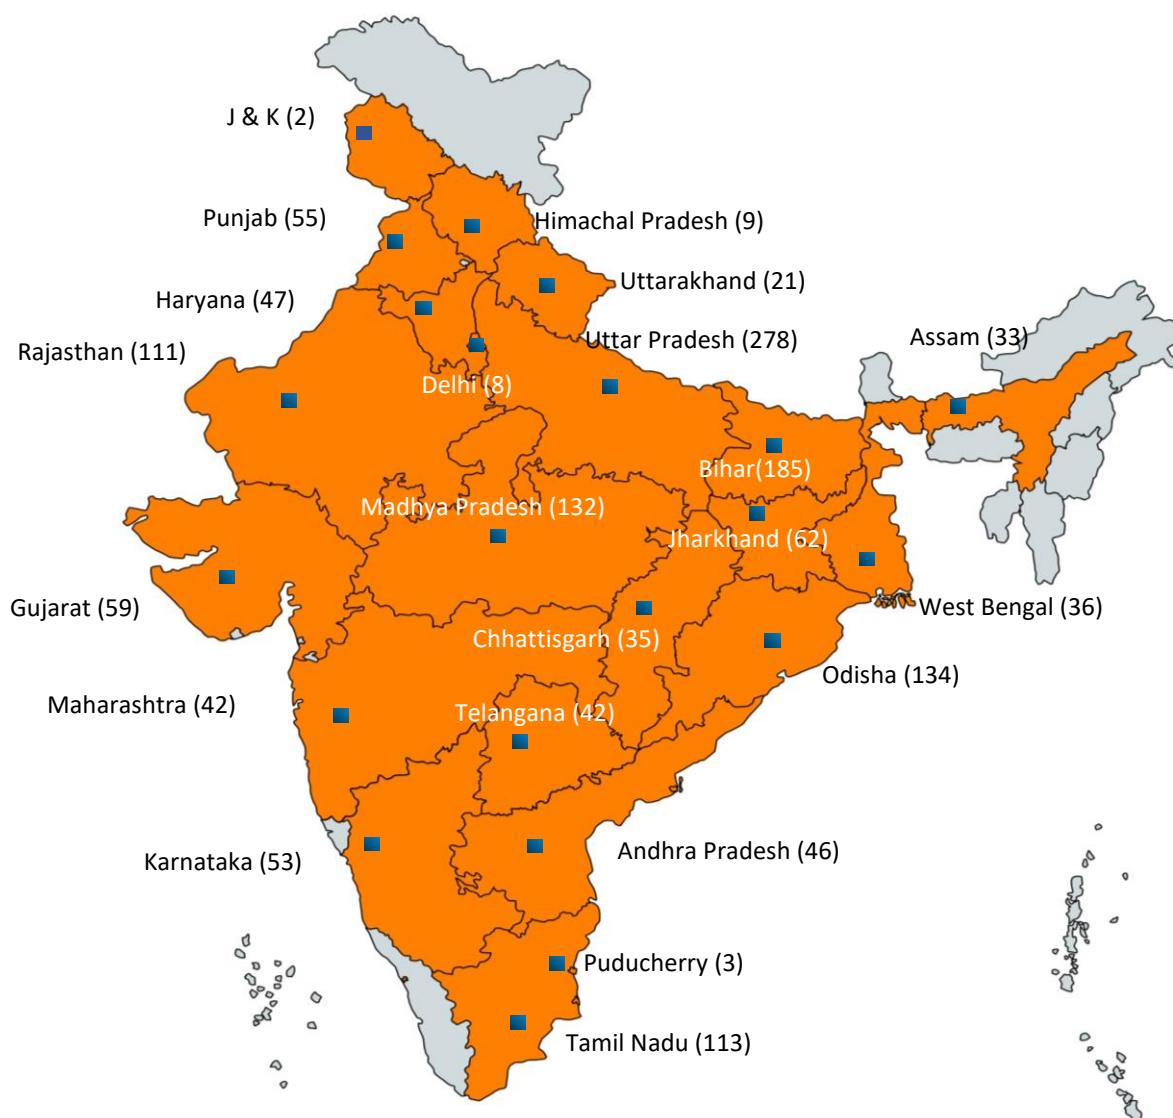 J & K (2)
Punjab (55)
Himachal Pradesh (9)
Uttarakhand (21)
Haryana (47)
Uttar Pradesh (278)
Assam (33)
Rajasthan (111)
Delhi (8)
Bihar(185)
Madhya Pradesh (132)
Jharkhand (62)
Gujarat (59)
West Bengal (36)
Chhattisgarh (35)
Odisha (134)
Maharashtra (42)
Telangana (42)
Andhra Pradesh (46)
Karnataka (53)
Puducherry (3)
Tamil Nadu (113)